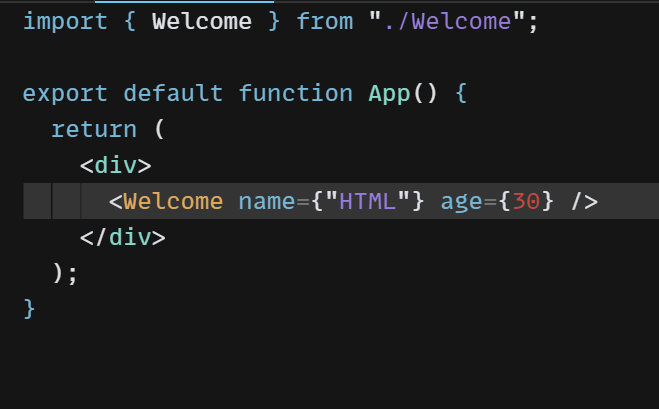 import { Welcome } from "./Welcome";
export default function App() {
return (
<div>
<Welcome name={"HTML"} age={30} />
</div>
);
}